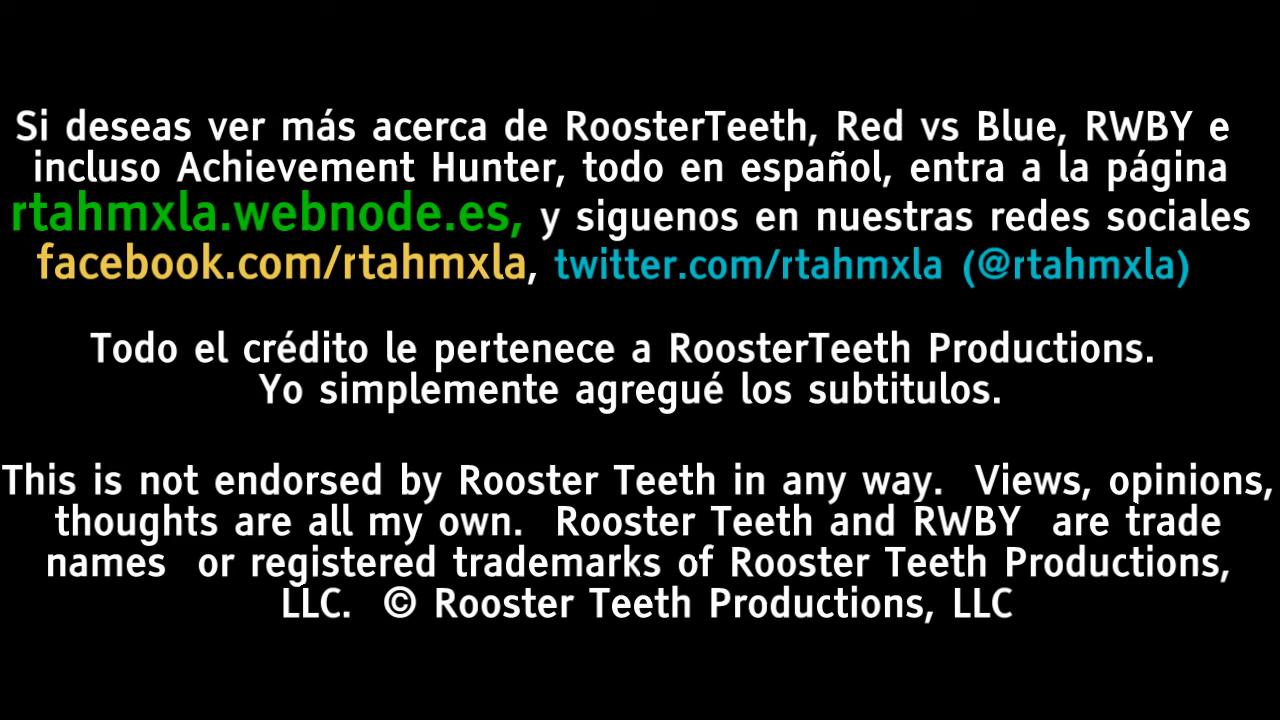 Si deseas ver más acerca de RoosterTeeth, Red vs Blue, RWBY e
incluso Achievement Hunter, todo en español, entra a la página
rtahmxla.webnode.es, y siguenos en nuestras redes sociales
facebook.com/rtahmxla, twitter.com/rtahmxla (@rtahmxla)
Todo el crédito le pertenece a RoosterTeeth Productions.
Yo simplemente agregué los subtitulos.
This is not endorsed by Rooster Teeth in any way.  Views, opinions,
thoughts are all my own.  Rooster Teeth and RWBY  are trade
names  or registered trademarks of Rooster Teeth Productions,
LLC.  © Rooster Teeth Productions, LLC